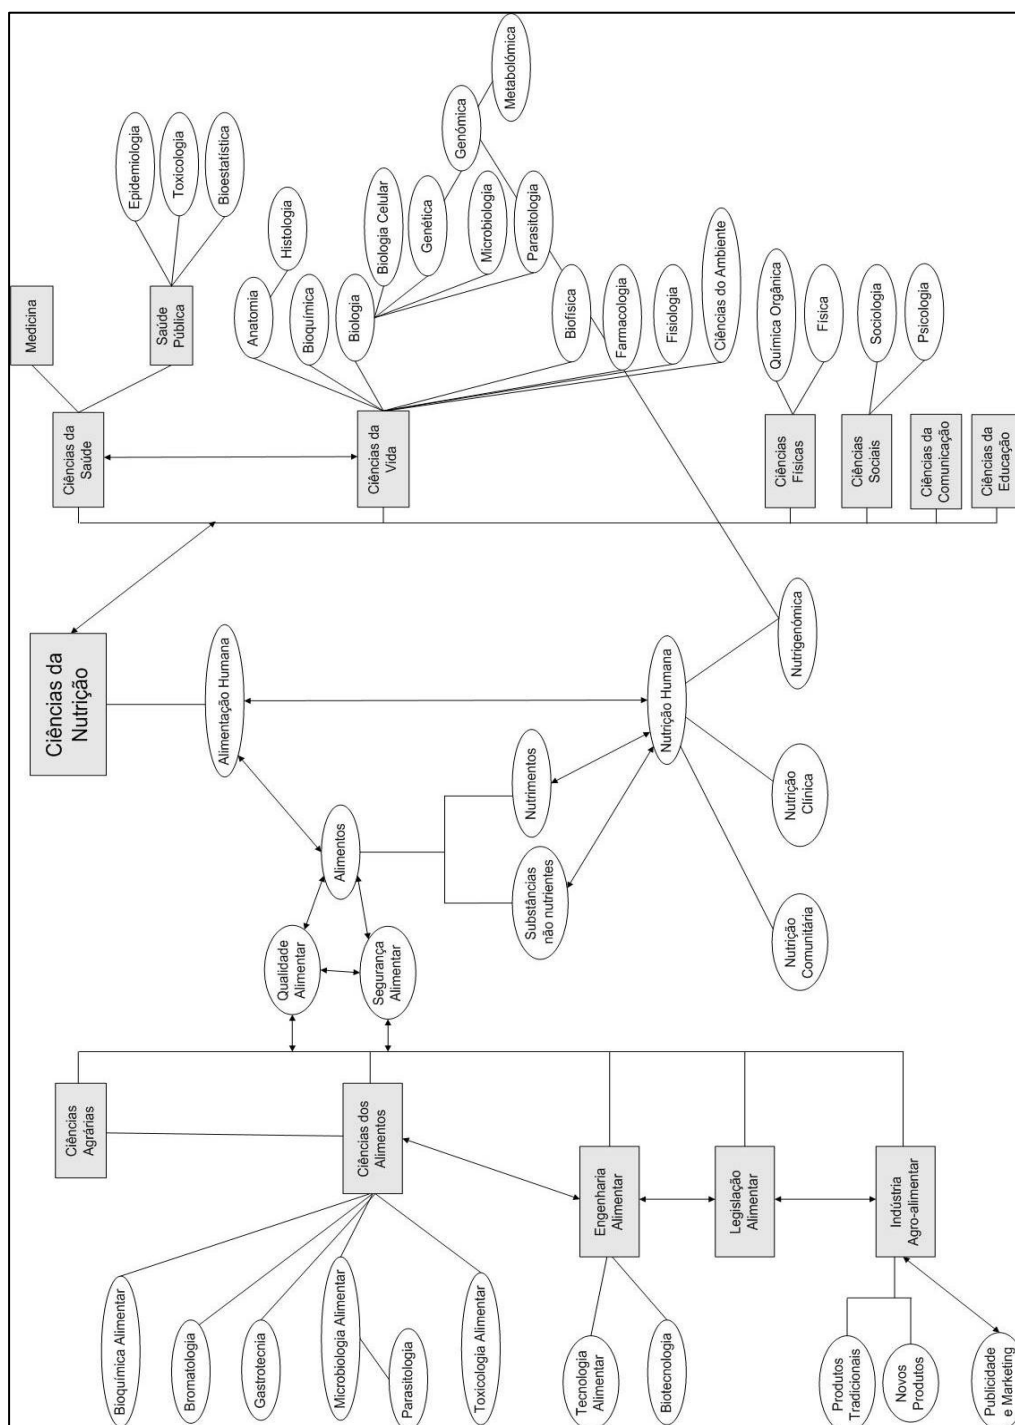 Ciências da
Nutrição
Alimentação Humana
Alimentos
Qualidade
Alimentar
Segurança
Alimentar
Substâncias
não nutrientes
Nutrimentos
Nutrição Humana
Nutrição
Comunitária
Nutrição
Clínica
Nutrigenómica
Ciências
Agrárias
Ciências dos
Alimentos
Bioquímica Alimentar
Bromatologia
Gastrotecnia
Microbiologia Alimentar
Parasitologia
Toxicologia Alimentar
Engenharia
Alimentar
Tecnologia
Alimentar
Biotecnologia
Legislação
Alimentar
Indústria
Agro-alimentar
Produtos
Tradicionais
Novos
Produtos
Publicidade
e Marketing
Ciências da
Saúde
Medicina
Saúde
Pública
Epidemiologia
Toxicologia
Bioestatística
Ciências da
Vida
Anatomia
Histologia
Bioquímica
Biologia
Biologia Celular
Genética
Genómica
Metabolómica
Microbiologia
Parasitologia
Biofísica
Farmacologia
Fisiologia
Ciências do Ambiente
Ciências
Físicas
Química Orgânica
Física
Ciências
Sociais
Sociologia
Psicologia
Ciências da
Comunicação
Ciências da
Educação